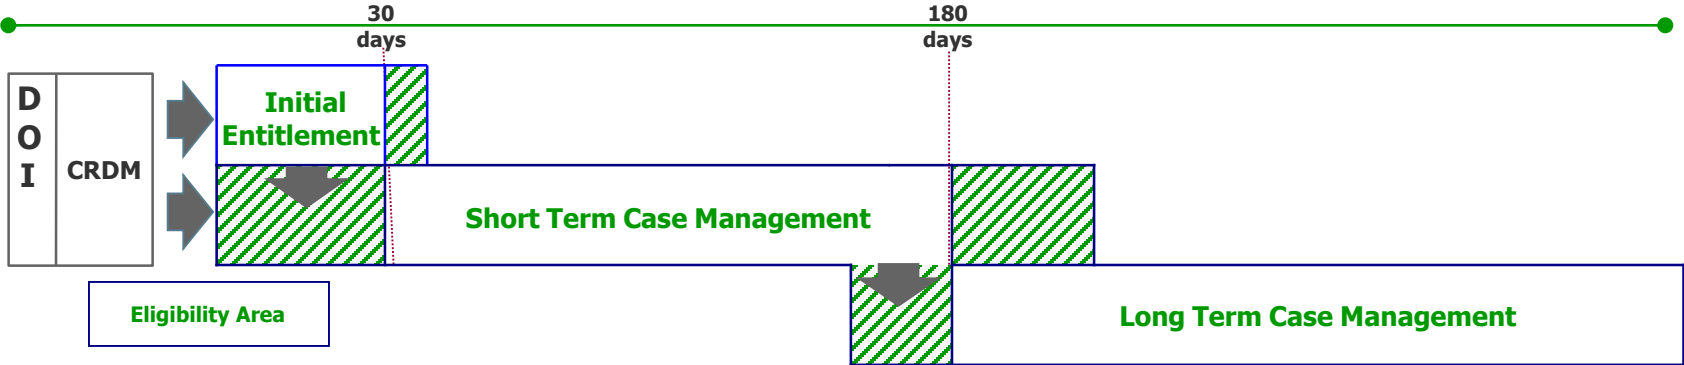 30
days
180
days
D
O
I
CRDM
Initial
Entitlement
Short Term Case Management
Eligibility Area
Long Term Case Management